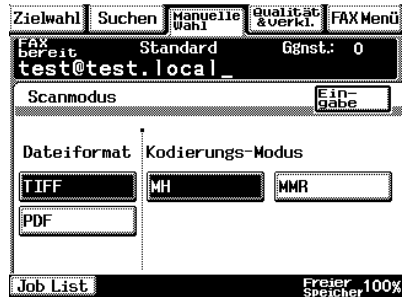 Zielwahl Suchen Manuelle Wahl Qualität &verkl. FAX Menü
FAX bereit Standard Ggnst.: 0
test@test.local_
Scanmodus Ein- gabe
Dateiformat Kodierungs-Modus
TIFF MH MMR
PDF
Job List Freier Speicher 100%